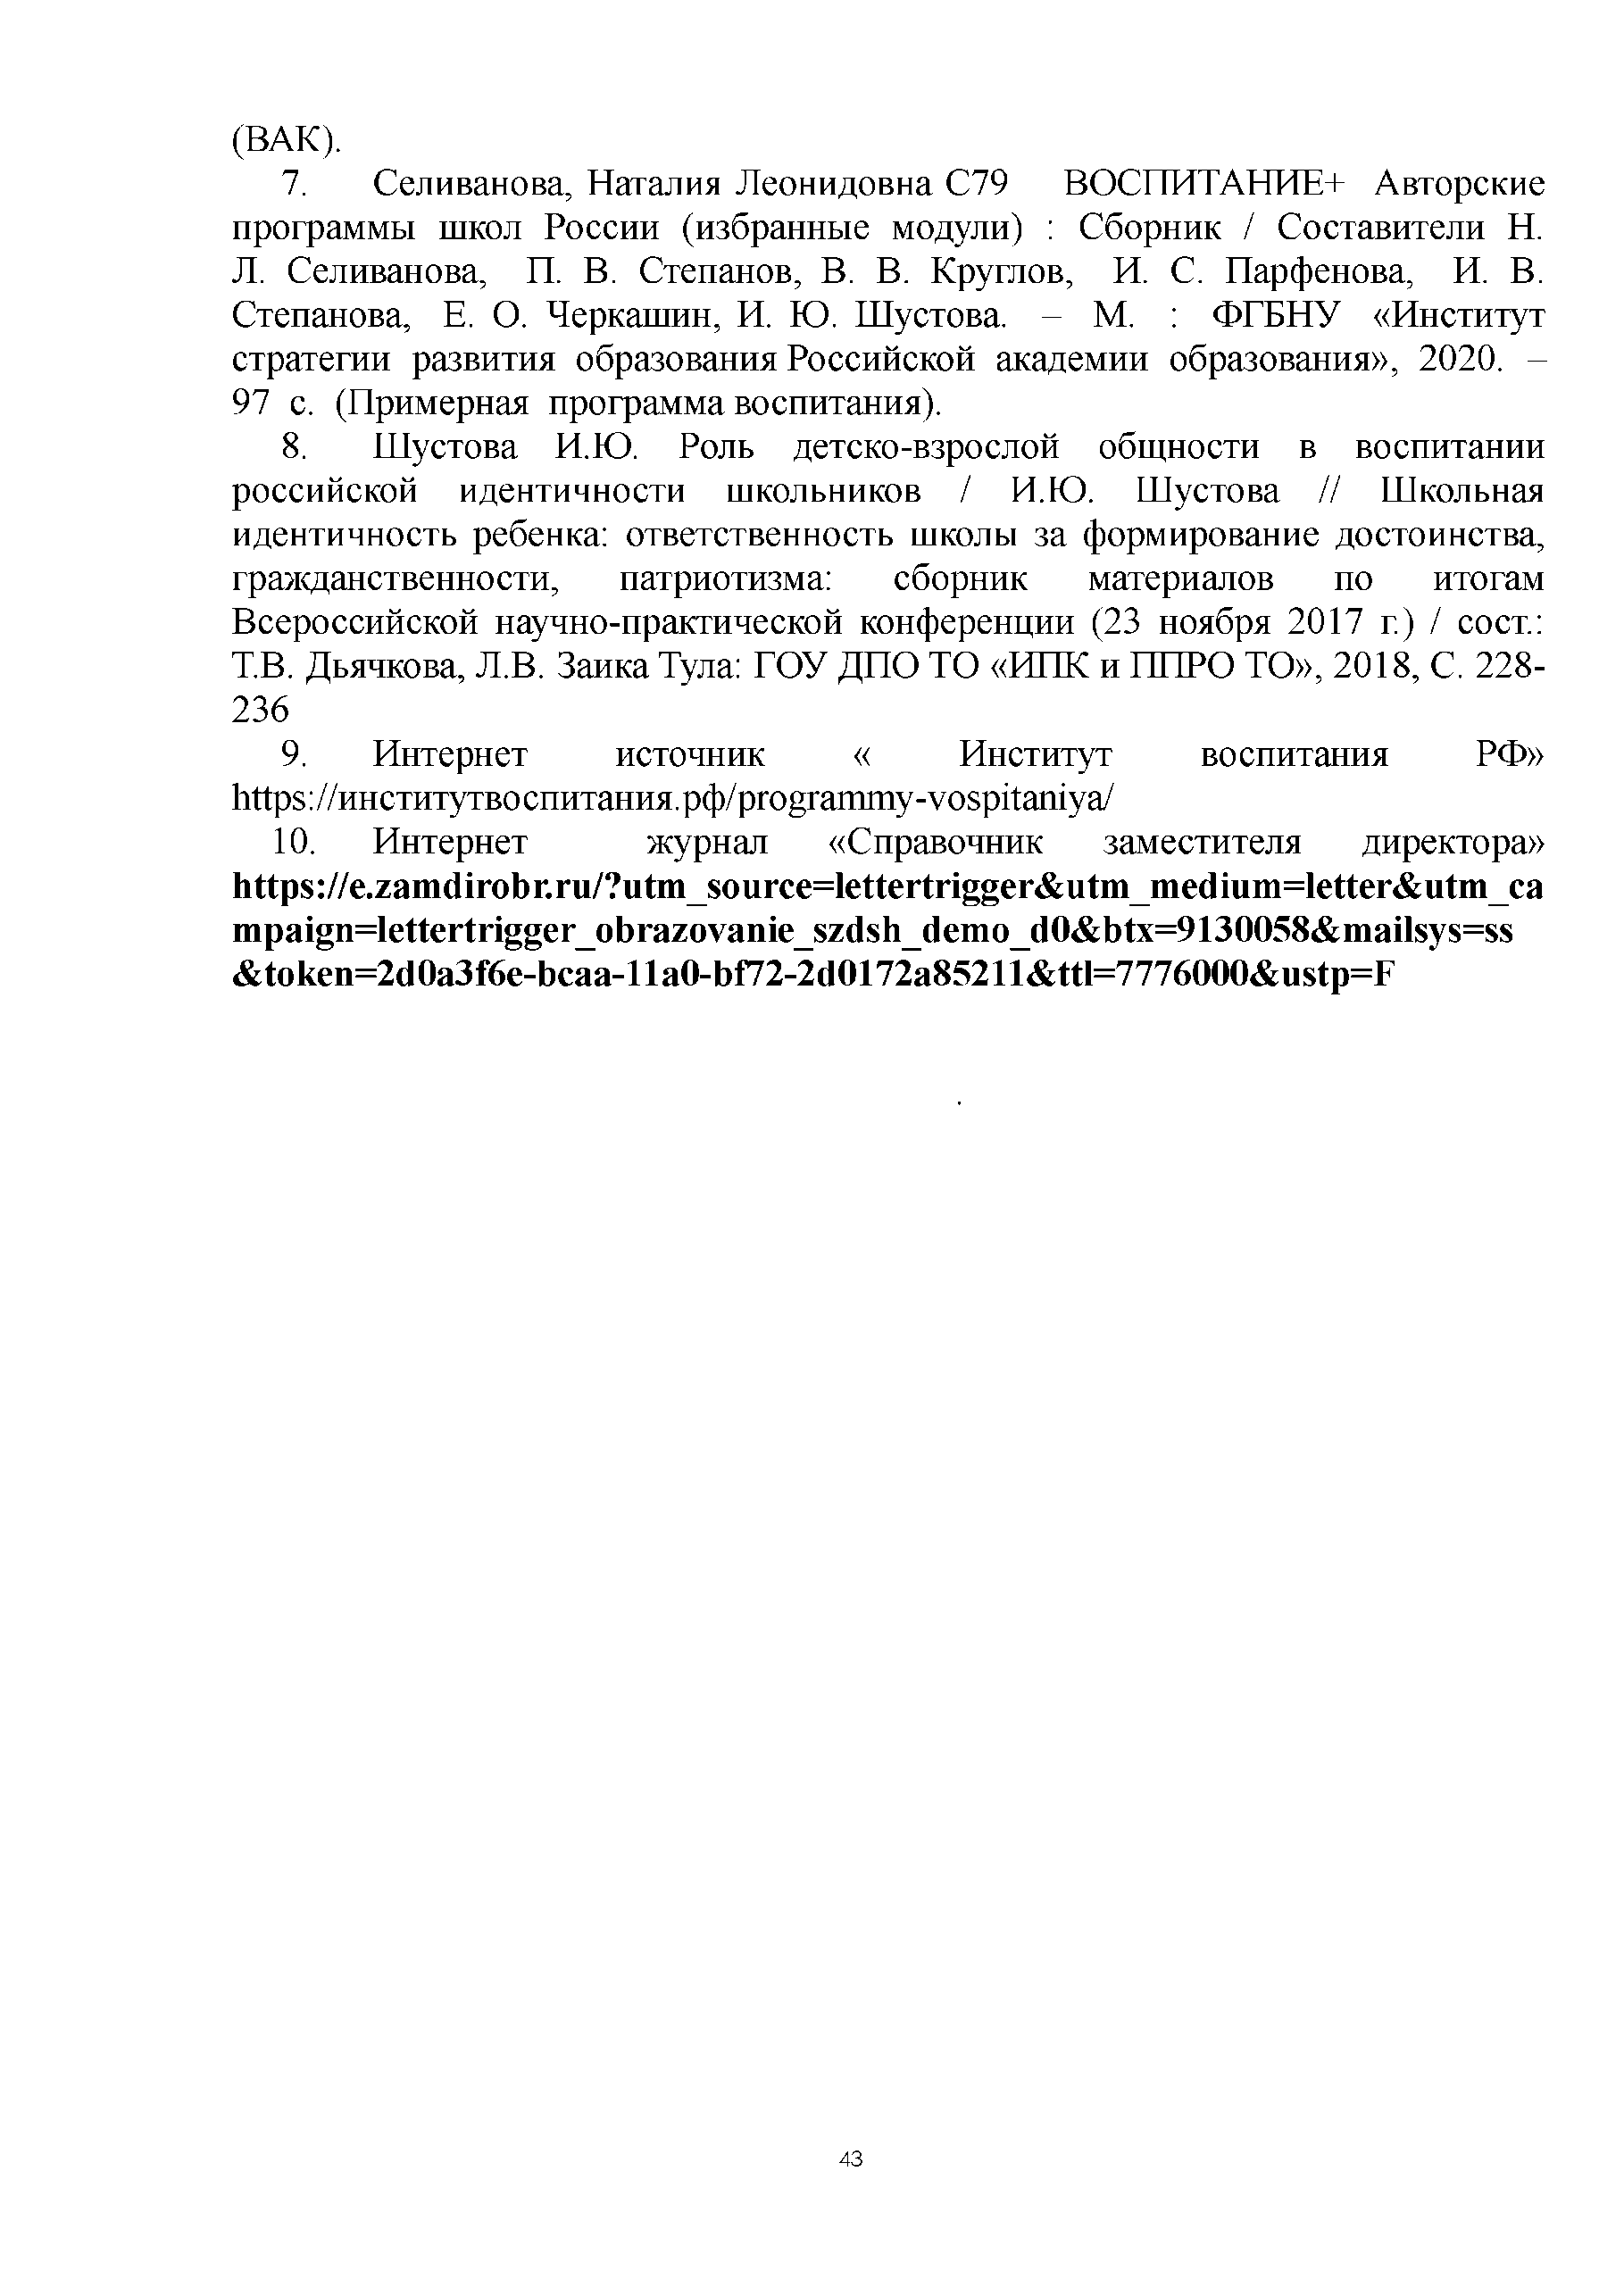 (ВАК).
7. Селиванова, Наталия Леонидовна С79 ВОСПИТАНИЕ+ Авторские
программы школ России (избранные модули) : Сборник / Составители Н.
Л. Селиванова, П. В. Степанов, В. В. Круглов, И. С. Парфенова, И. В.
Степанова, Е. О. Черкашин, И. Ю. Шустова. – М. : ФГБНУ «Институт
стратегии развития образования Российской академии образования», 2020. –
97 с. (Примерная программа воспитания).
8. Шустова И.Ю. Роль детско-взрослой общности в воспитании
российской идентичности школьников / И.Ю. Шустова // Школьная
идентичность ребенка: ответственность школы за формирование достоинства,
гражданственности, патриотизма: сборник материалов по итогам
Всероссийской научно-практической конференции (23 ноября 2017 г.) / сост.:
Т.В. Дьячкова, Л.В. Заика Тула: ГОУ ДПО ТО «ИПК и ППРО ТО», 2018, С. 228-
236
9. Интернет источник « Институт воспитания РФ»
https://институтвоспитания.рф/programmy-vospitaniya/
10. Интернет журнал «Справочник заместителя директора»
https://e.zamdirobr.ru/?utm_source=lettertrigger&utm_medium=letter&utm_ca
mpaign=lettertrigger_obrazovanie_szdsh_demo_d0&btx=9130058&mailsys=ss
&token=2d0a3f6e-bcaa-11a0-bf72-2d0172a85211&ttl=7776000&ustp=F
.
43